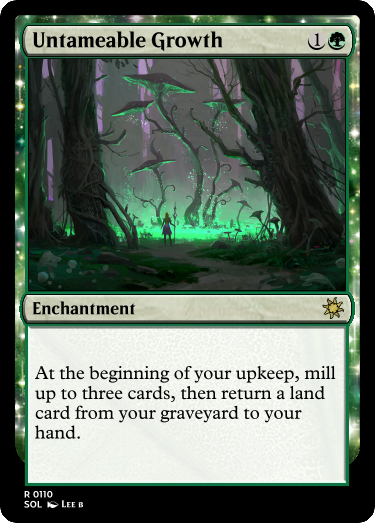 Untameable Growth 1
Enchantment
At the beginning of your upkeep, mill
up to three cards, then return a land
card from your graveyard to your
hand.
R 0110
SOL LEE B